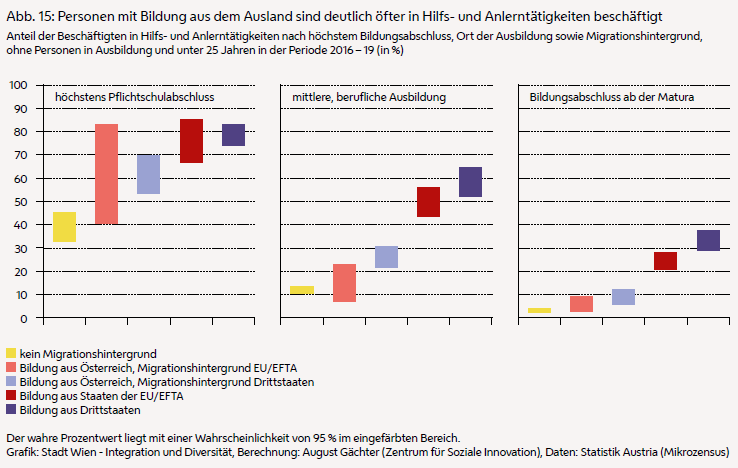 Abb. 15: Personen mit Bildung aus dem Ausland sind deutlich öfter in Hilfs- und Anlerntätigkeiten beschäftigt
Anteil der Beschäftigten in Hilfs- und Anlerntätigkeiten nach höchstem Bildungsabschluss, Ort der Ausbildung sowie Migrationshintergrund,
ohne Personen in Ausbildung und unter 25 Jahren in der Periode 2016 – 19 (in %)
100
90
80
70
60
50
40
30
20
10
0
höchstens Pflichtschulabschluss
mittlere, berufliche Ausbildung
Bildungsabschluss ab der Matura
kein Migrationshintergrund
Bildung aus Österreich, Migrationshintergrund EU/EFTA
Bildung aus Österreich, Migrationshintergrund Drittstaaten
Bildung aus Staaten der EU/EFTA
Bildung aus Drittstaaten
Der wahre Prozentwert liegt mit einer Wahrscheinlichkeit von 95 % im eingefärbten Bereich.
Grafik: Stadt Wien - Integration und Diversität, Berechnung: August Gächter (Zentrum für Soziale Innovation), Daten: Statistik Austria (Mikrozensus)